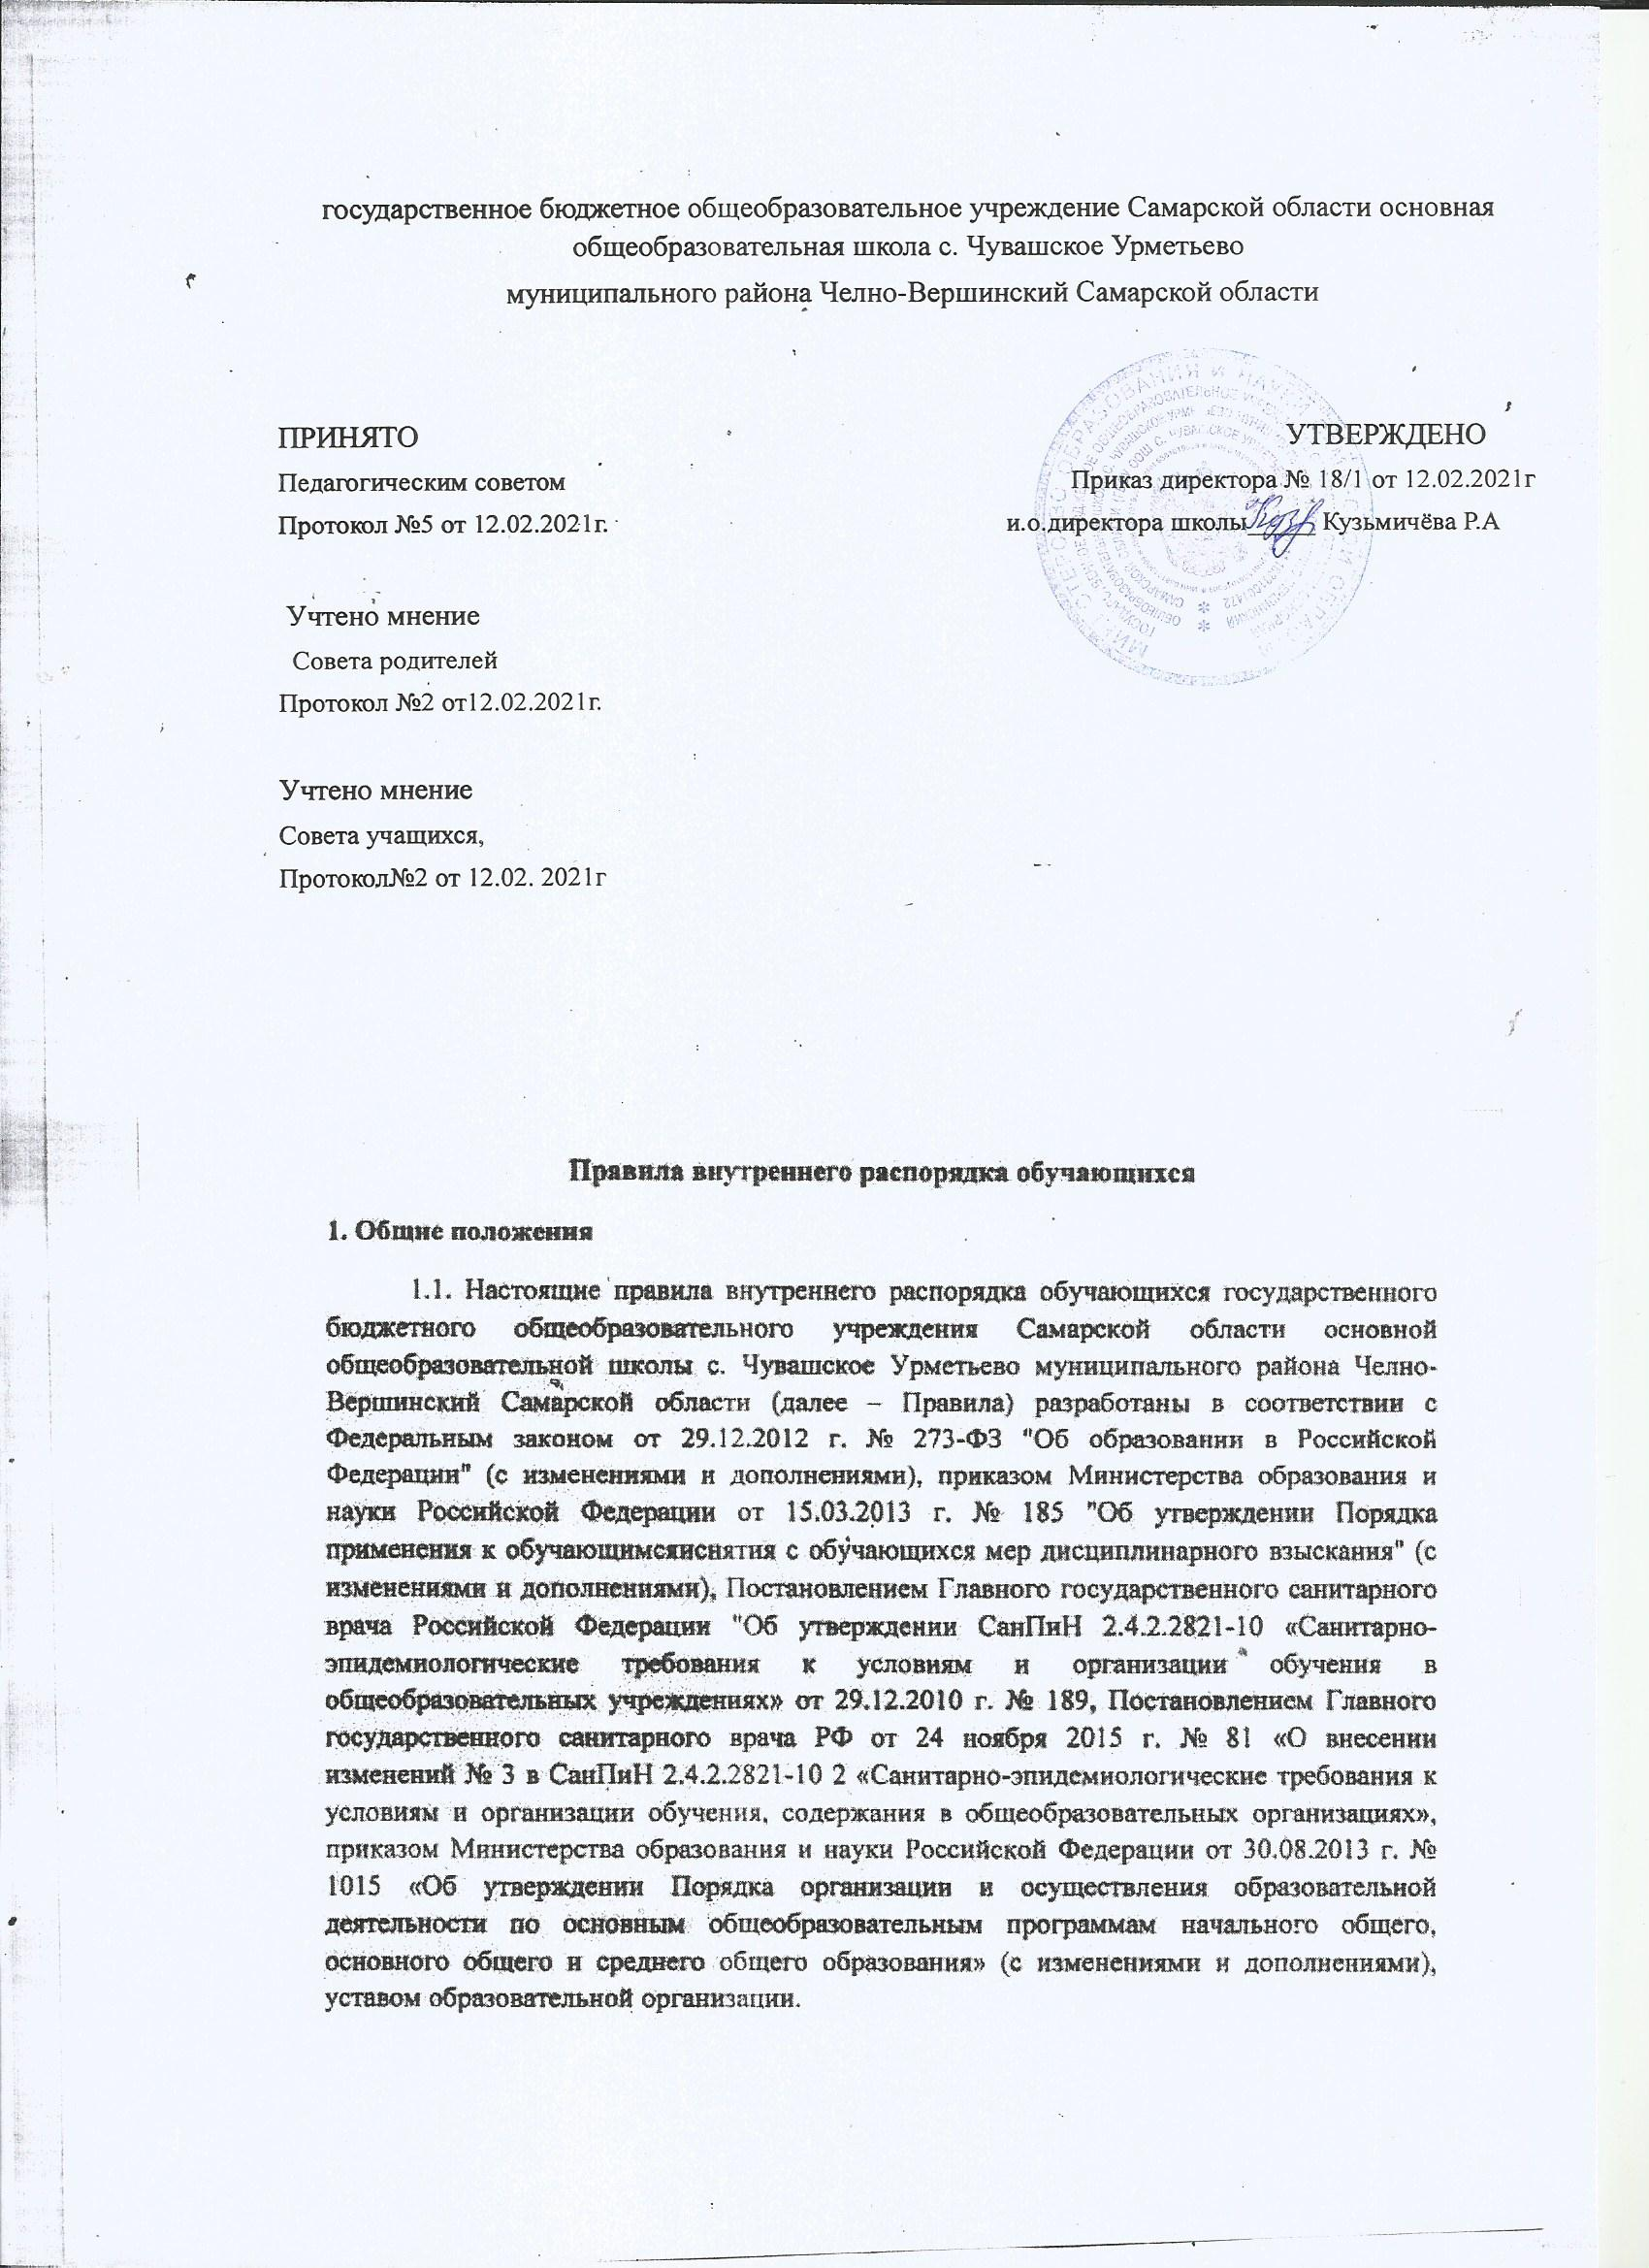 государственное бюджетное общеобразовательное учреждение Самарской области основная
общеобразовательная школа с. Чувашское Урметьево
муниципального района Челно-Вершинский Самарской области
ПРИНЯТО
УТВЕРЖДЕНО
Педагогическим советом
Приказ директора № 18/1 от 12.02.2021г
Протокол №5 от 12.02.2021г.
и.о.директора школы Кузьмичёва Р.А
Учтено мнение
Совета родителей
Протокол №2 от12.02.2021г.
Учтено мнение
Совета учащихся,
Протокол№2 от 12.02. 2021г
Правила внутреннего распорядка обучающихся
1. Общие положения
1.1. Настоящие правила внутреннего распорядка обучающихся государственного
бюджетного общеобразовательного учреждения Самарской области основной
общеобразовательной школы с. Чувашское Урметьево муниципального района Челно-
Вершинский Самарской области (далее – Правила) разработаны в соответствии с
Федеральным законом от 29.12.2012 г. № 273-ФЗ "Об образовании в Российской
Федерации" (с изменениями и дополнениями), приказом Министерства образования и
науки Российской Федерации от 15.03.2013 г. № 185 "Об утверждении Порядка
применения к обучающимсяиснятия с обучающихся мер дисциплинарного взыскания" (с
изменениями и дополнениями), Постановлением Главного государственного санитарного
врача Российской Федерации "Об утверждении СанПиН 2.4.2.2821-10 «Санитарно-
эпидемиологические требования к условиям и организации обучения в
общеобразовательных учреждениях» от 29.12.2010 г. № 189, Постановлением Главного
государственного санитарного врача РФ от 24 ноября 2015 г. № 81 «О внесении
изменений № 3 в СанПиН 2.4.2.2821-10 2 «Санитарно-эпидемиологические требования к
условиям и организации обучения, содержания в общеобразовательных организациях»,
приказом Министерства образования и науки Российской Федерации от 30.08.2013 г. №
1015 «Об утверждении Порядка организации и осуществления образовательной
деятельности по основным общеобразовательным программам начального общего,
основного общего и среднего общего образования» (с изменениями и дополнениями),
уставом образовательной организации.